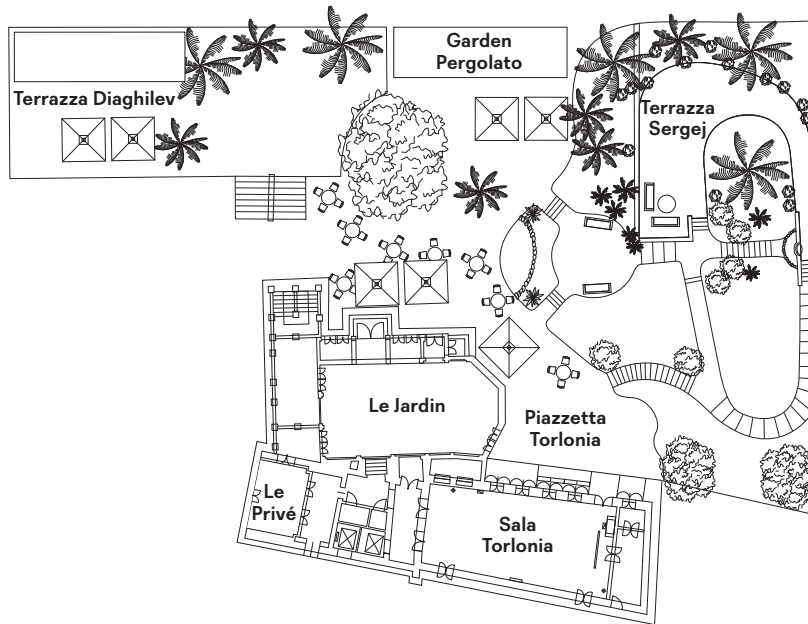 Garden
Pergolato
Terrazza Diaghilev
Terrazza
Sergej
Le Jardin
Piazzetta
Torlonia
Le
Privé
Sala
Torlonia